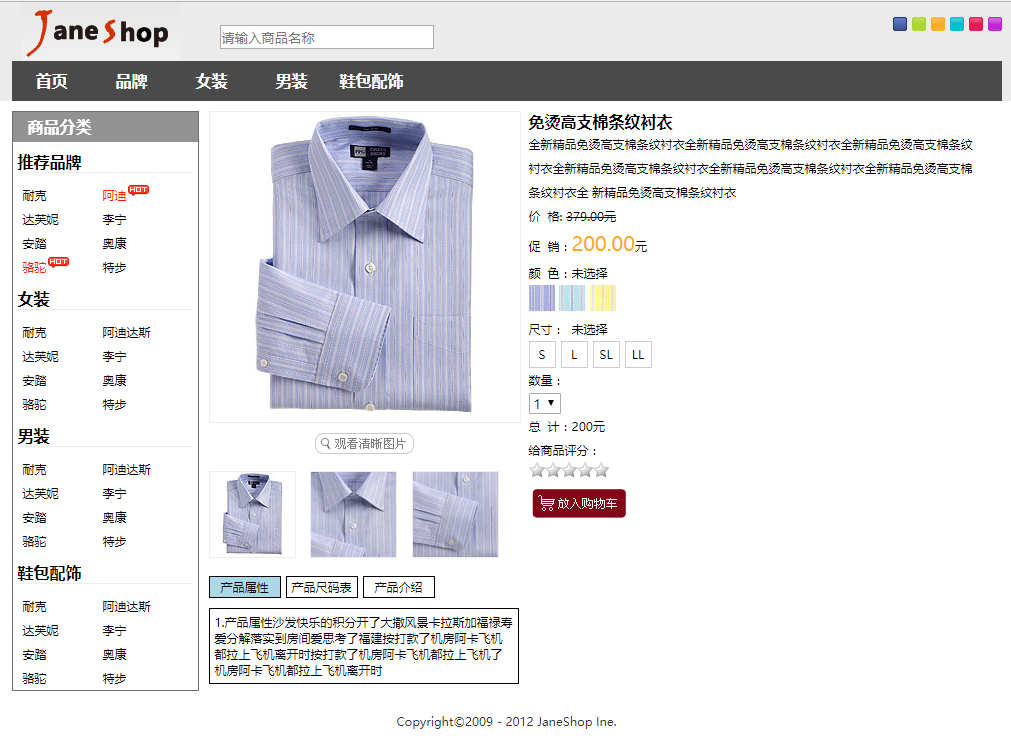 Jane Shop
请输入商品名称
首页 品牌 女装 男装 鞋包配饰
商品分类
推荐品牌
耐克 阿迪 HOT
达芙妮 李宁
安踏 奥康
骆驼 HOT 特步
女装
耐克 阿迪达斯
达芙妮 李宁
安踏 奥康
骆驼 特步
男装
耐克 阿迪达斯
达芙妮 李宁
安踏 奥康
骆驼 特步
鞋包配饰
耐克 阿迪达斯
达芙妮 李宁
安踏 奥康
骆驼 特步
观看清晰图片
产品属性 产品尺码表 产品介绍
1.产品属性沙发快乐的积分开了大撒风景卡拉斯加福禄寿
爱分解落实到房间爱思考了福建按打款了机房阿卡飞机
都拉上飞机离开时按打款了机房阿卡飞机都拉上飞机了
机房阿卡飞机都拉上飞机离开时
免烫高支棉条纹衬衣
全新精品免烫高支棉条纹衬衣全新精品免烫高支棉条纹衬衣全新精品免烫高支棉条纹
衬衣全新精品免烫高支棉条纹衬衣全新精品免烫高支棉条纹衬衣全新精品免烫高支棉
条纹衬衣全 新精品免烫高支棉条纹衬衣
价 格: 379.00元
促 销：200.00元
颜 色：未选择
尺寸： 未选择
S L SL LL
数量：
1
总 计：200元
给商品评分：
放入购物车
Copyright©2009 - 2012 JaneShop Ine.